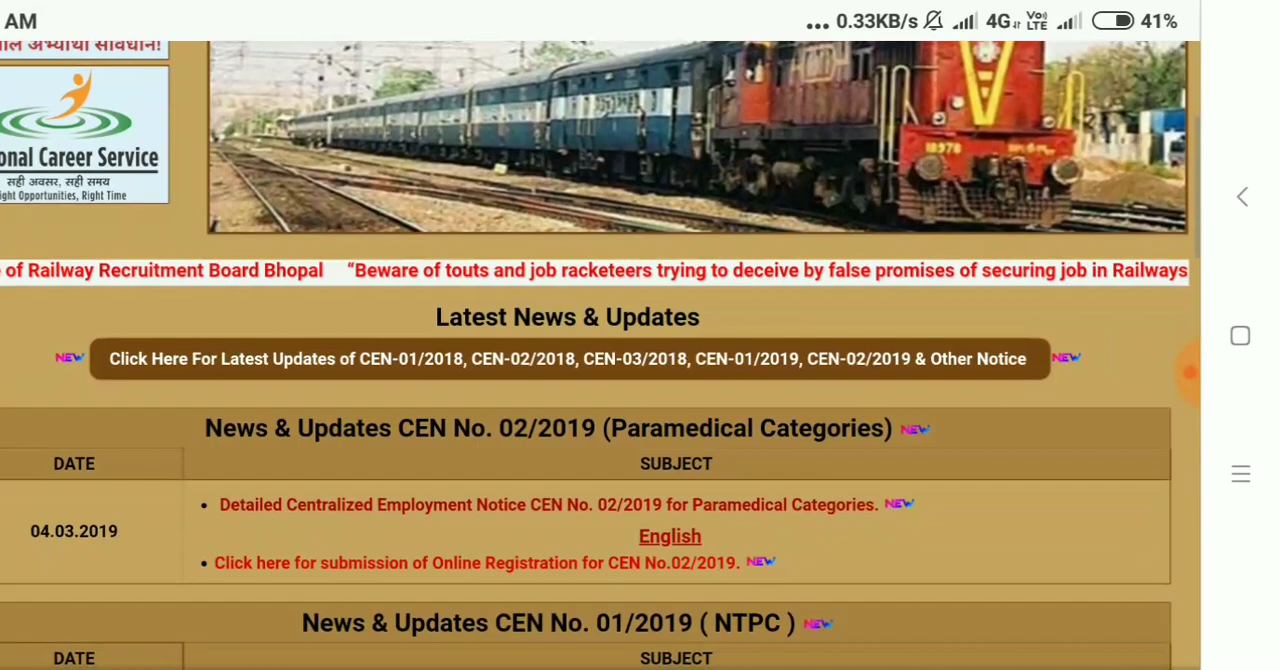 AM
... 0.33KB/s 4G VoLTE 41%
अभ्यर्थी सावधान!
onal Career Service
सही अवसर, सही समय
ight Opportunities, Right Time
18978
of Railway Recruitment Board Bhopal “Beware of touts and job racketeers trying to deceive by false promises of securing job in Railways
Latest News & Updates
NEW Click Here For Latest Updates of CEN-01/2018, CEN-02/2018, CEN-03/2018, CEN-01/2019, CEN-02/2019 & Other Notice NEW
News & Updates CEN No. 02/2019 (Paramedical Categories) NEW
DATE SUBJECT
• Detailed Centralized Employment Notice CEN No. 02/2019 for Paramedical Categories. NEW
04.03.2019
English
• Click here for submission of Online Registration for CEN No.02/2019. NEW
News & Updates CEN No. 01/2019 ( NTPC ) NEW
DATE SUBJECT